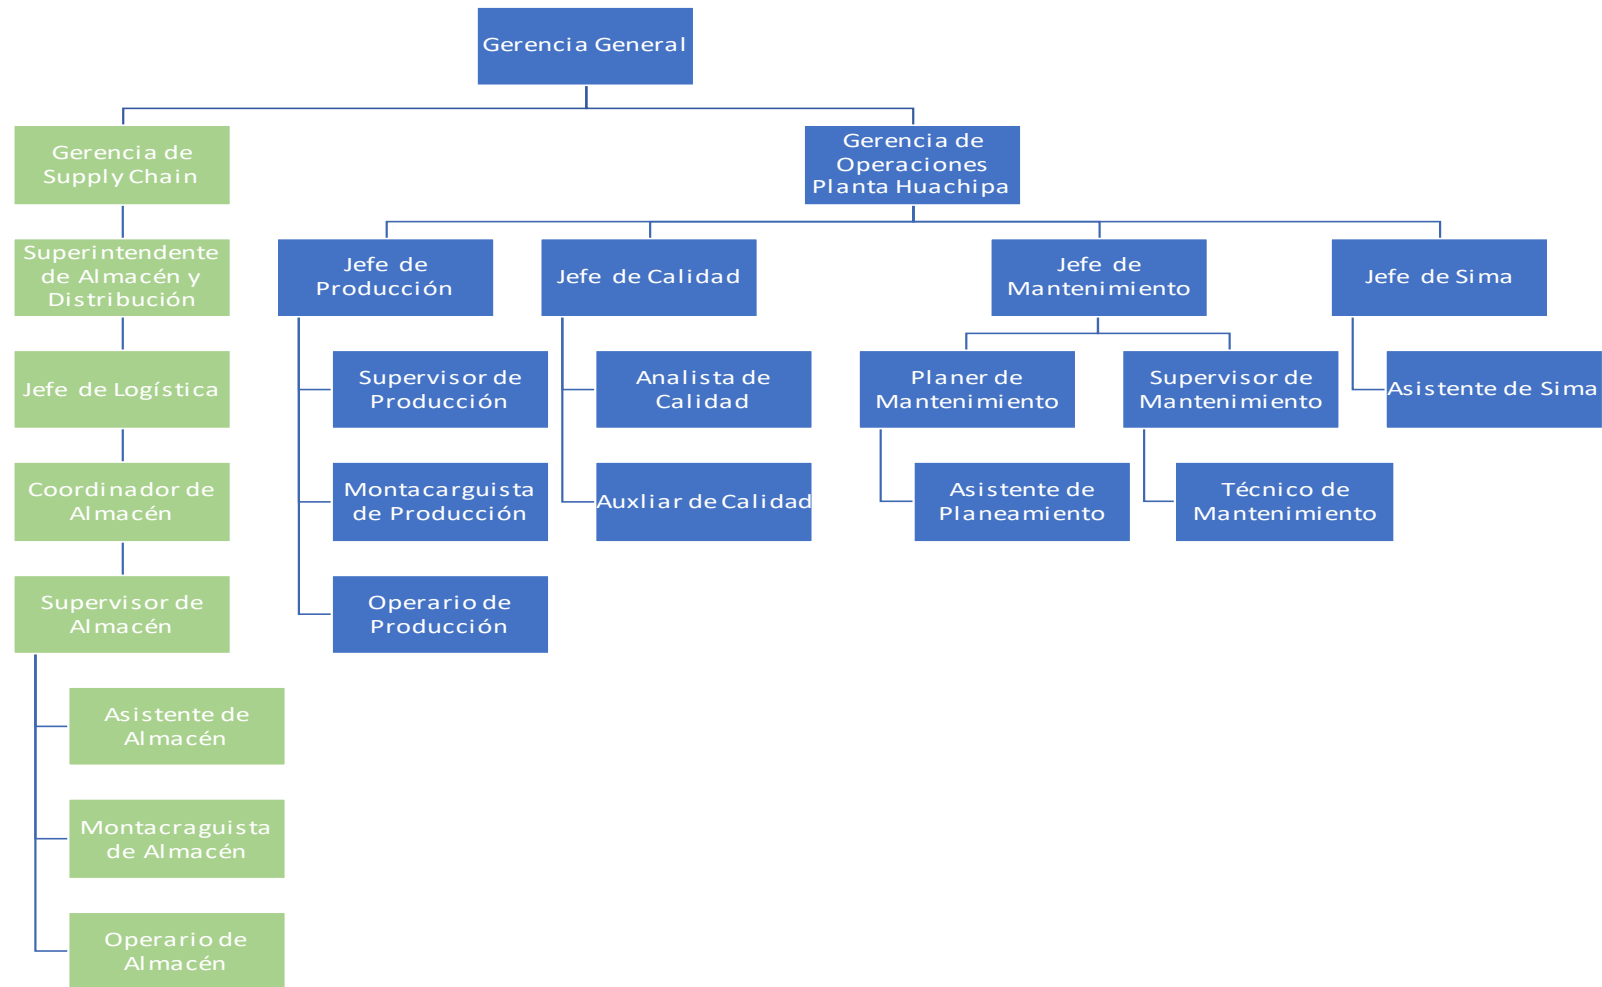 Gerencia General
Gerencia de
Supply Chain
Gerencia de
Operaciones
Planta Huachipa
Superintendente
de Almacén y
Distribución
Jefe de
Producción
Jefe de Calidad
Jefe de
Mantenimiento
Jefe de Sima
Jefe de Logística
Supervisor de
Producción
Analista de
Calidad
Planer de
Mantenimiento
Supervisor de
Mantenimiento
Asistente de Sima
Coordinador de
Almacén
Montacarguista
de Producción
Auxliar de Calidad
Asistente de
Planeamiento
Técnico de
Mantenimiento
Supervisor de
Almacén
Operario de
Producción
Asistente de
Almacén
Montacraguista
de Almacén
Operario de
Almacén